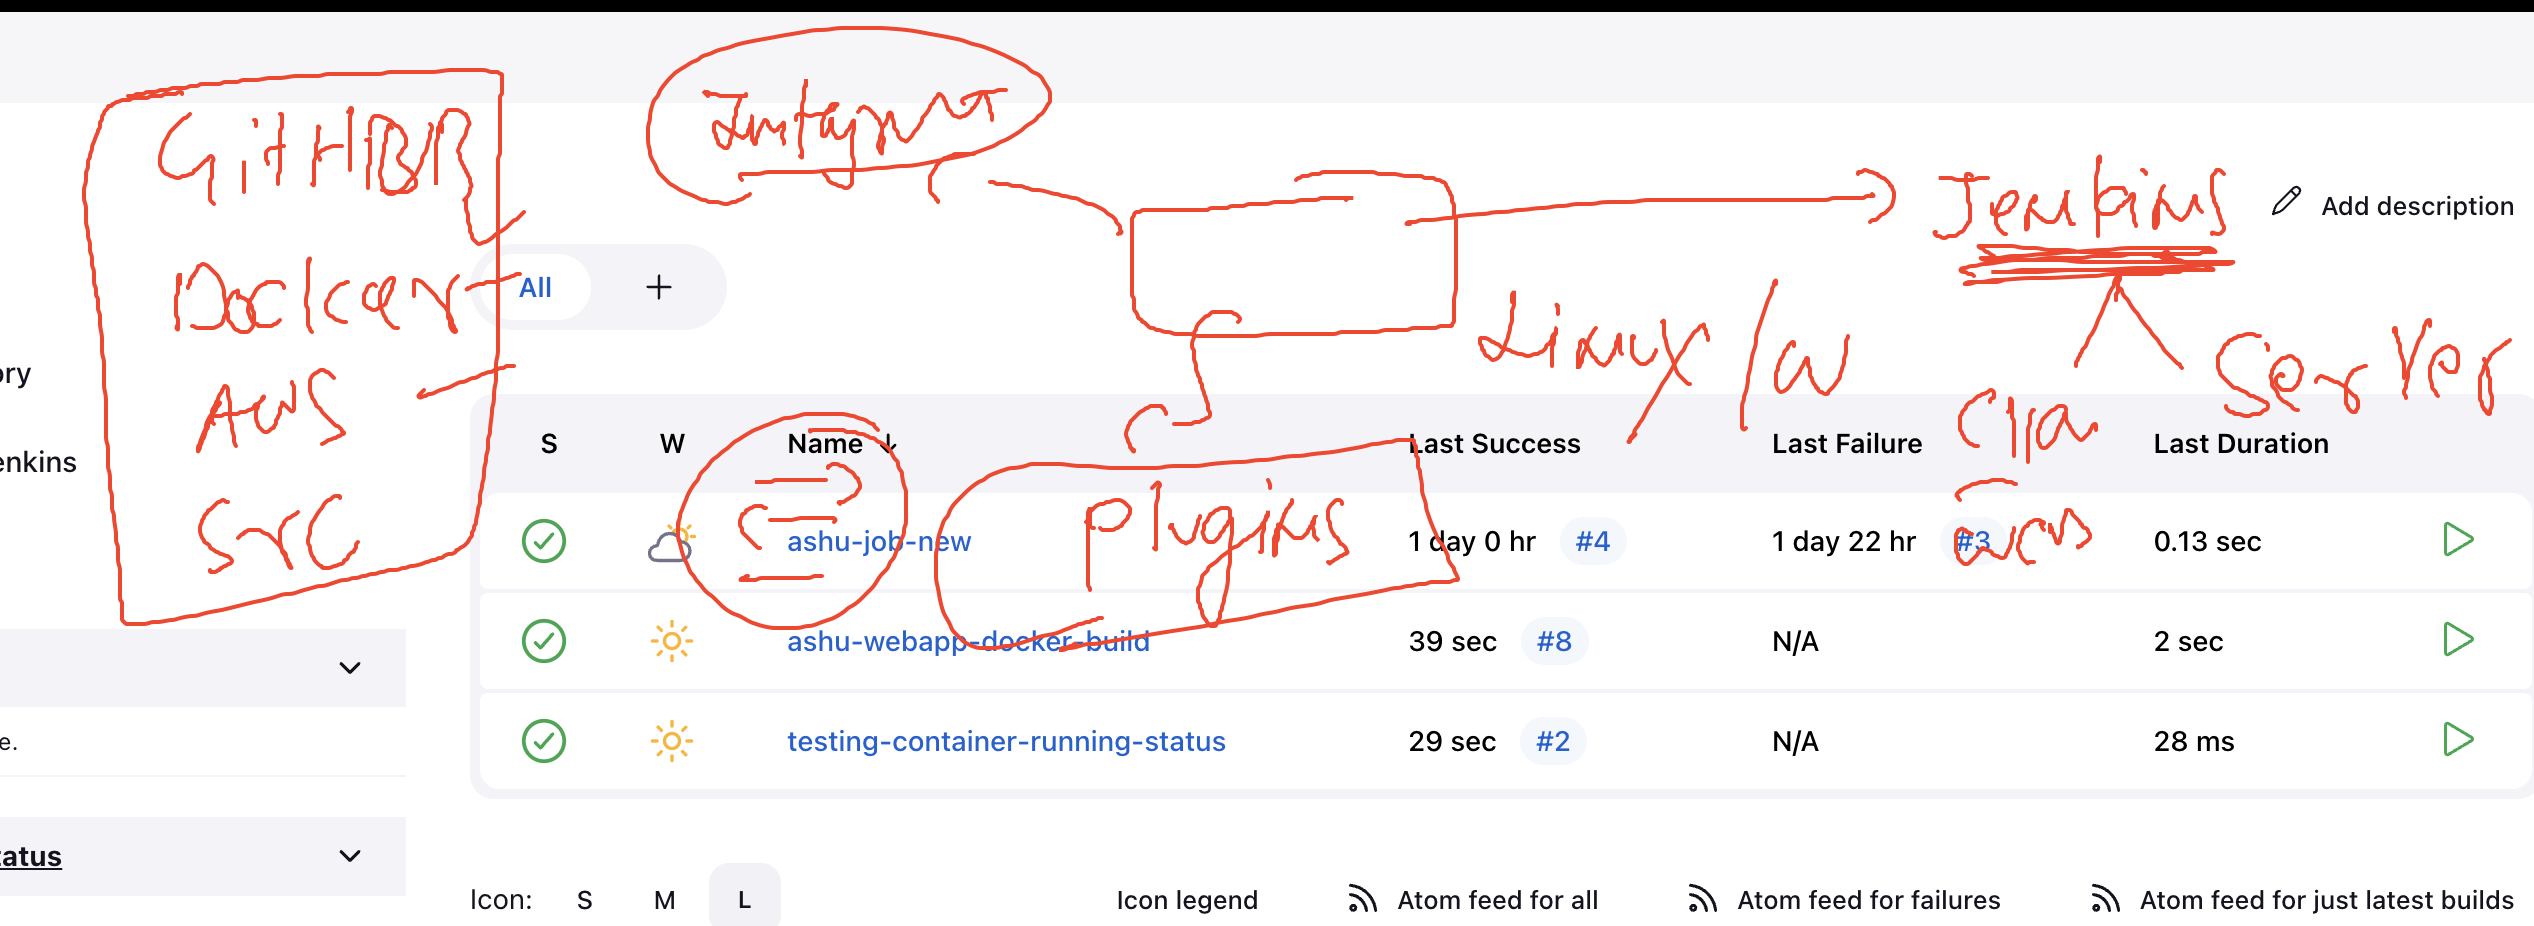 GitHBR
Docker
AWS
Src
Jenkins
Add description
All
+
Linux/w
Server
ory
enkins
S W Name ↓ Last Success Last Failure Last Duration
Plugins
ashu-job-new 1 day 0 hr #4 1 day 22 hr #3 0.13 sec
ashu-webapp-docker-build 39 sec #8 N/A 2 sec
testing-container-running-status 29 sec #2 N/A 28 ms
e.
tatus
Icon: S M L
Icon legend
Atom feed for all
Atom feed for failures
Atom feed for just latest builds